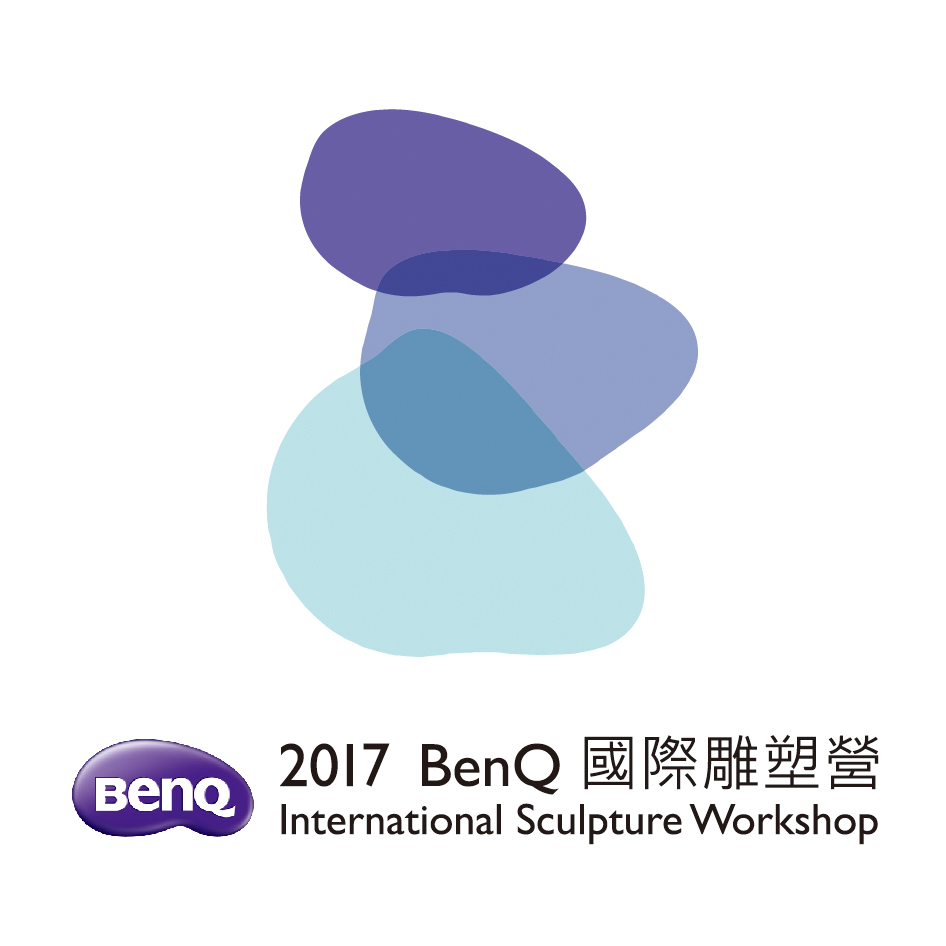 BenQ
2017 BenQ 國際雕塑營
International Sculpture Workshop